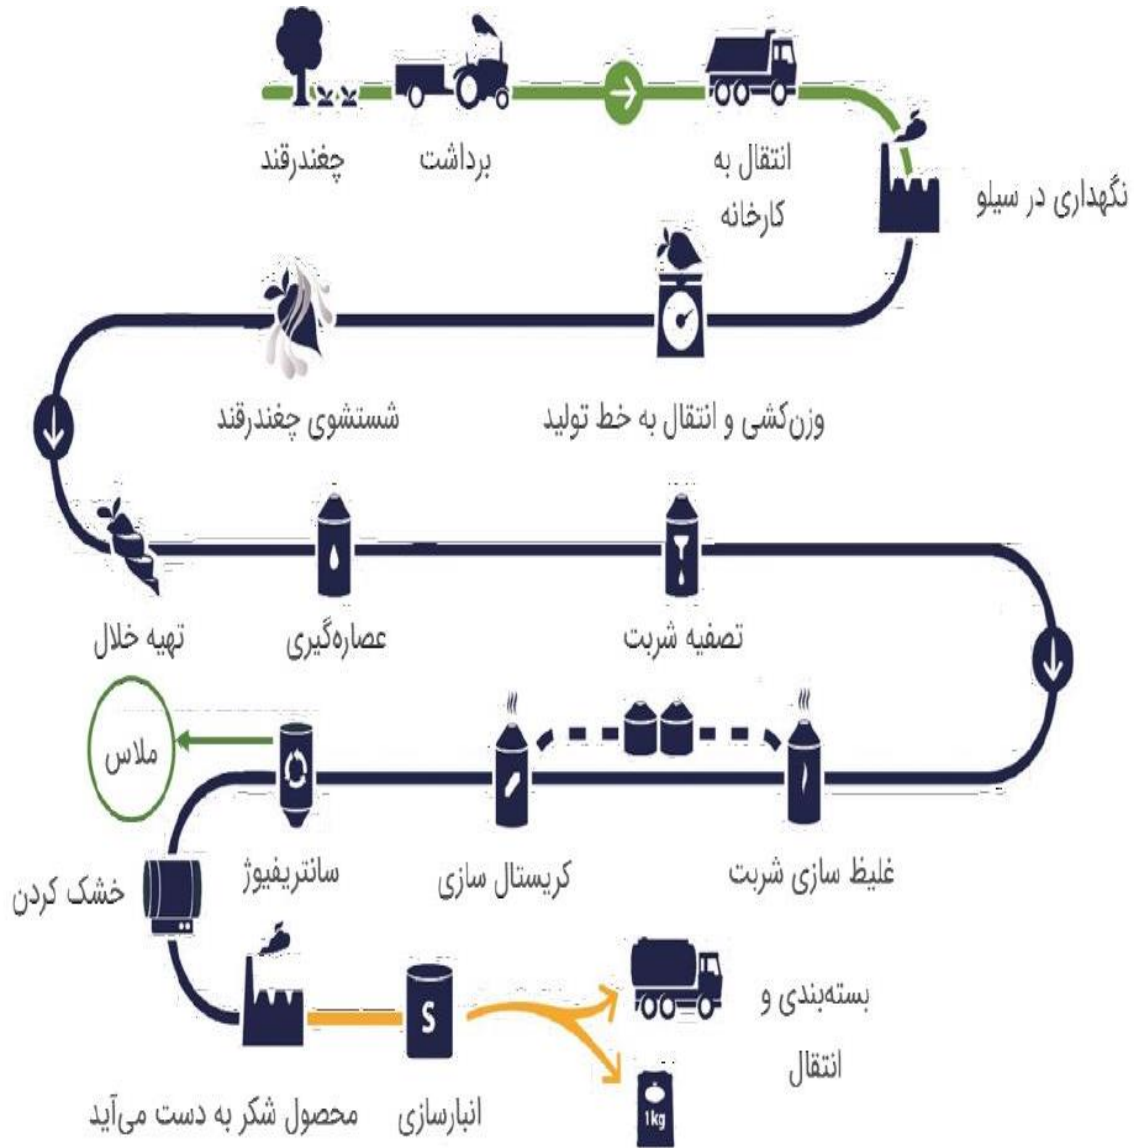 چغندرقند
برداشت
انتقال به
کارخانه
نگهداری در سیلو
وزن‌کشی و انتقال به خط تولید
شستشوی چغندرقند
تهیه خلال
عصاره‌گیری
تصفیه شربت
غلیظ سازی شربت
کریستال سازی
سانتریفیوژ
ملاس
خشک کردن
محصول شکر به دست می‌آید
S
انبارسازی
بسته‌بندی و
انتقال
1kg